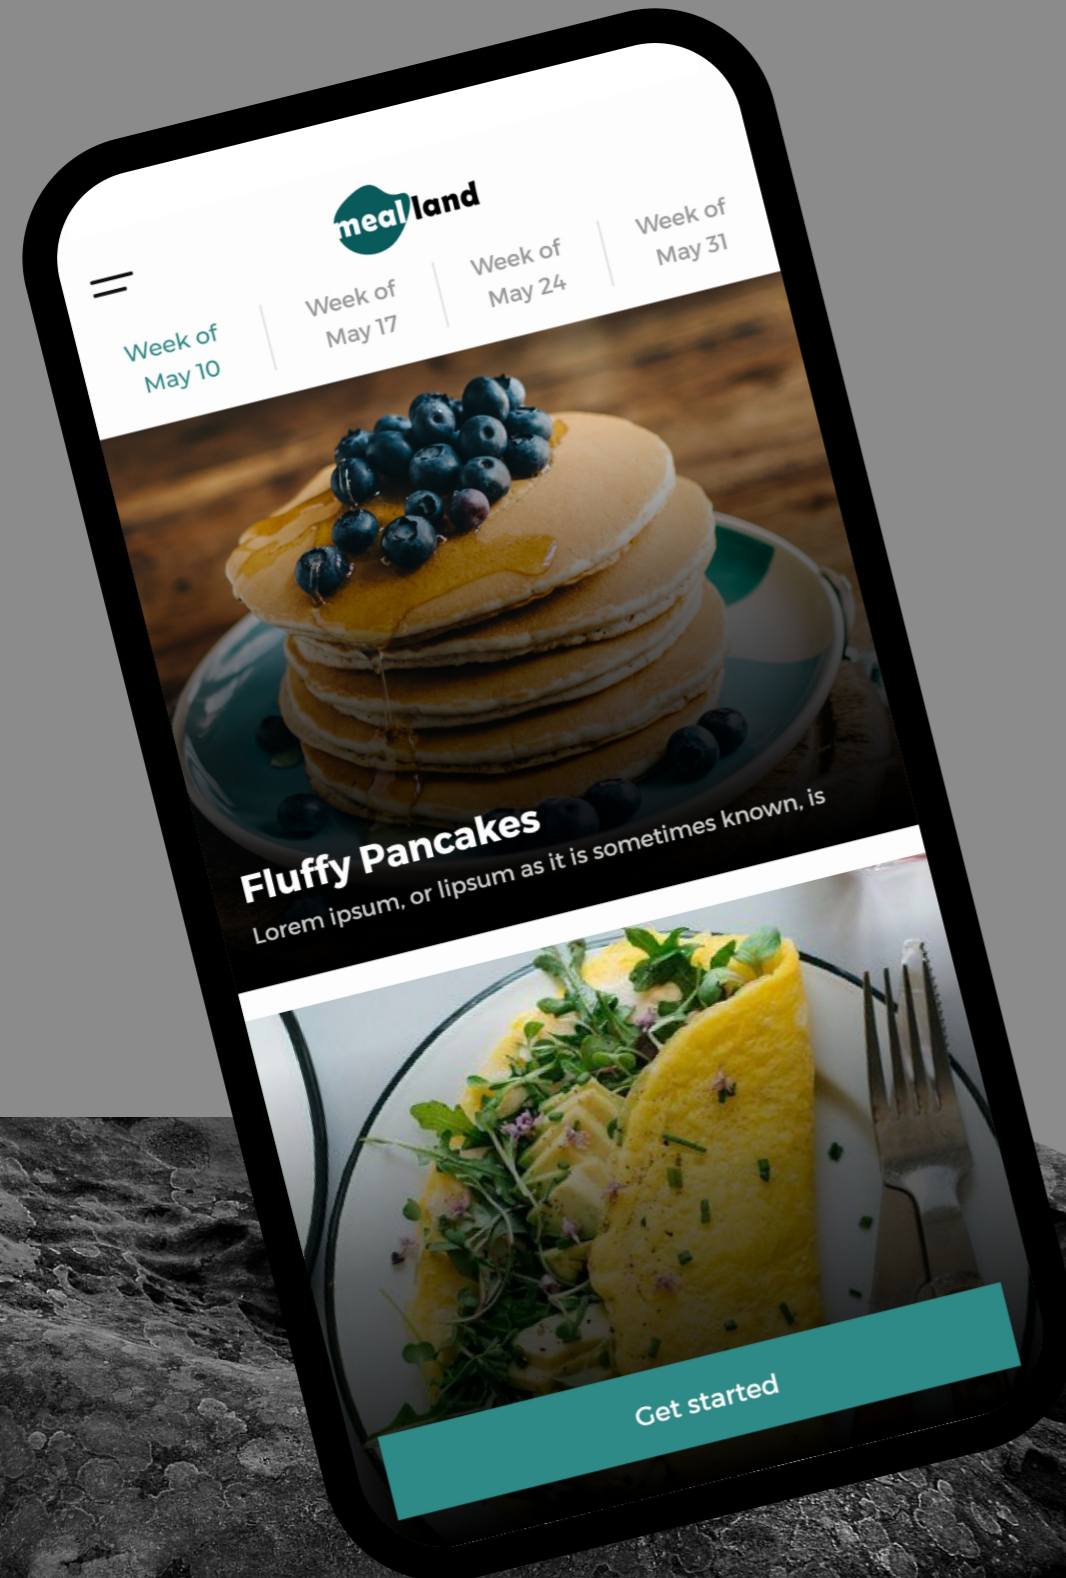 meal land
Week of
May 10
Week of
May 17
Week of
May 24
Week of
May 31
Fluffy Pancakes
Lorem ipsum, or lipsum as it is sometimes known, is
Get started